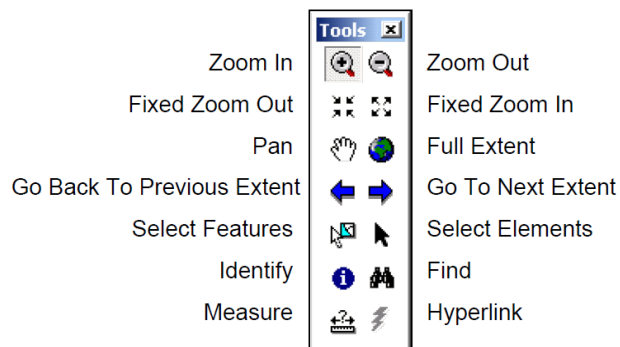 Tools
Zoom In Zoom Out
Fixed Zoom Out Fixed Zoom In
Pan Full Extent
Go Back To Previous Extent Go To Next Extent
Select Features Select Elements
Identify Find
Measure Hyperlink